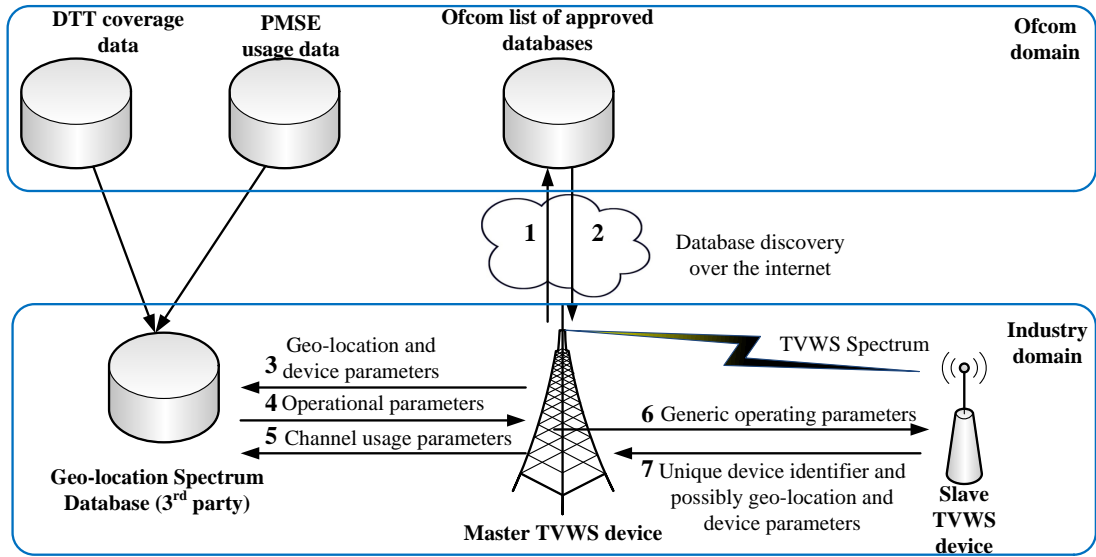 DTT coverage
data
PMSE
usage data
Ofcom list of approved
databases
Ofcom
domain
1
2
Database discovery
over the internet
Industry
domain
3 Geo-location and
device parameters
4 Operational parameters
5 Channel usage parameters
TVWS Spectrum
6 Generic operating parameters
7 Unique device identifier and
possibly geo-location and
device parameters
Geo-location Spectrum
Database (3rd party)
Master TVWS device
Slave
TVWS
device